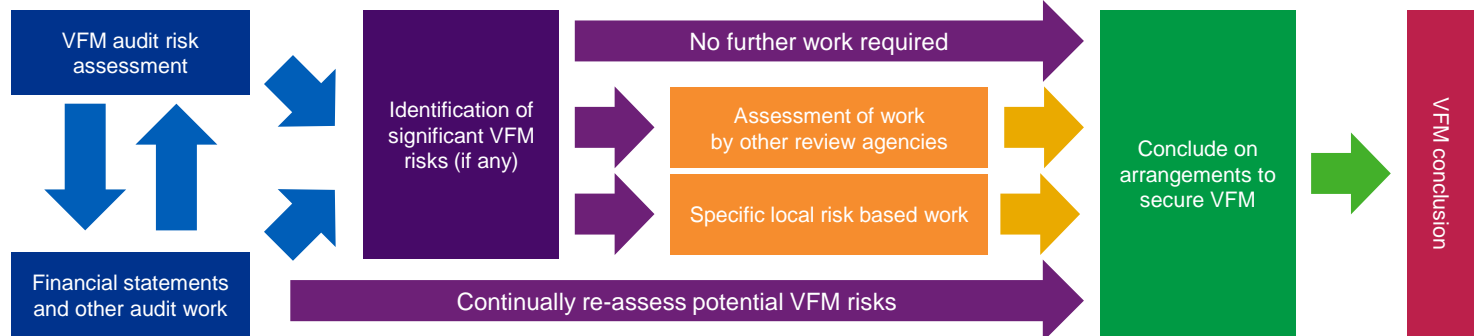 VFM audit risk
assessment
Financial statements
and other audit work
Identification of
significant VFM
risks (if any)
No further work required
Assessment of work
by other review agencies
Specific local risk based work
Continually re-assess potential VFM risks
Conclude on
arrangements to
secure VFM
VFM conclusion